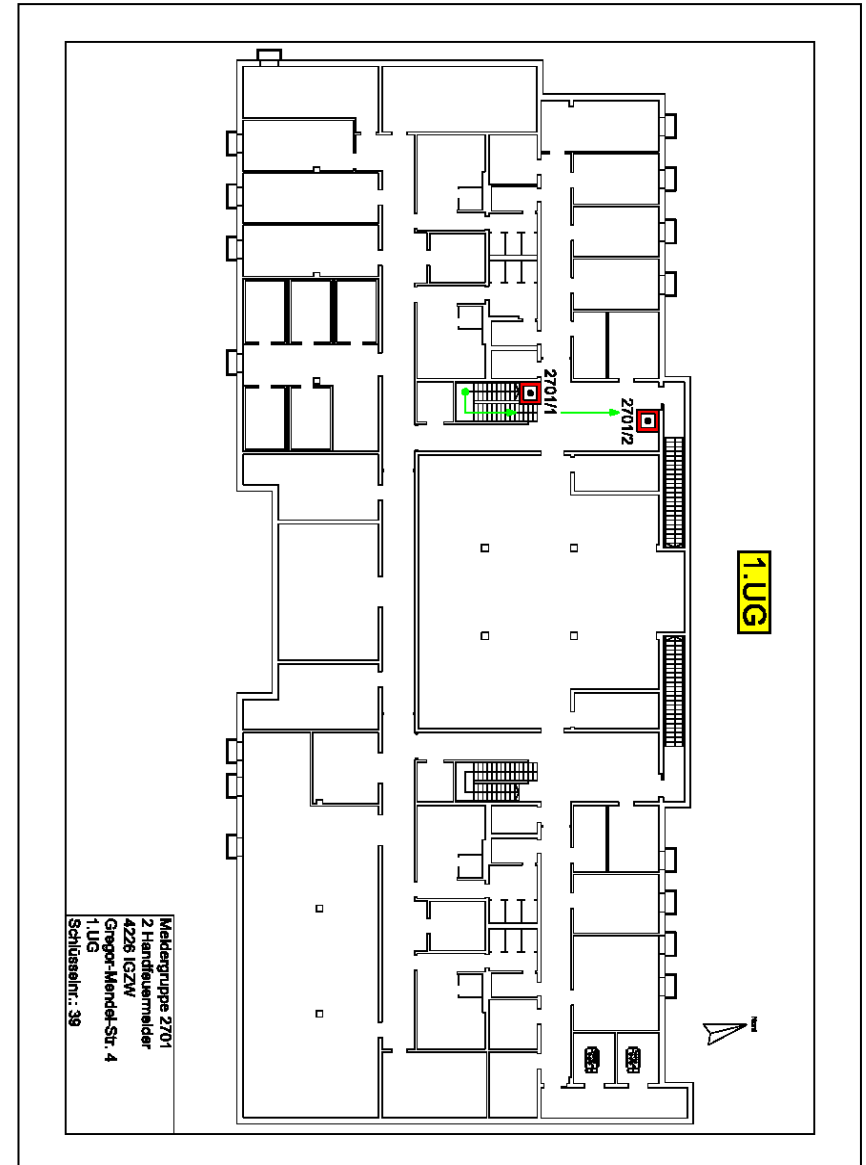 2701/1
2701/2
1.UG
Nord
Meldergruppe 2701
2 Handfeuermelder
4226 IGZW
Gregor-Mendel-Str. 4
1.UG
Schlüsselnr.: 39